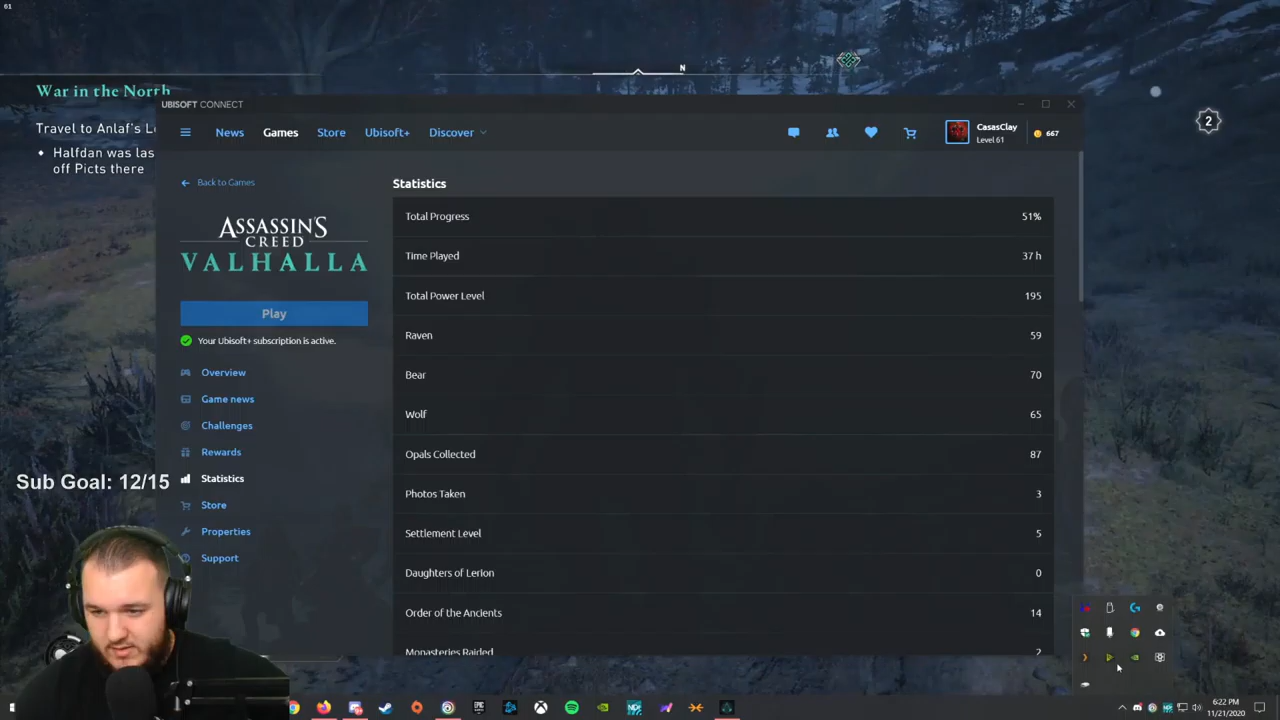 61
N
War in the North
Travel to Anlaf's Lo
Halfdan was las
off Picts there
2
UBISOFT CONNECT
News
Games
Store
Ubisoft+
Discover
CasasClay
Level 61
667
Back to Games
ASSASSIN'S
CREED
VALHALLA
Play
Your Ubisoft+ subscription is active.
Overview
Game news
Challenges
Rewards
Statistics
Store
Properties
Support
Statistics
Total Progress 51%
Time Played 37 h
Total Power Level 195
Raven 59
Bear 70
Wolf 65
Opals Collected 87
Photos Taken 3
Settlement Level 5
Daughters of Lerion 0
Order of the Ancients 14
Monasteries Raided 2
Sub Goal: 12/15
EPIC
6:22 PM
11/21/2020